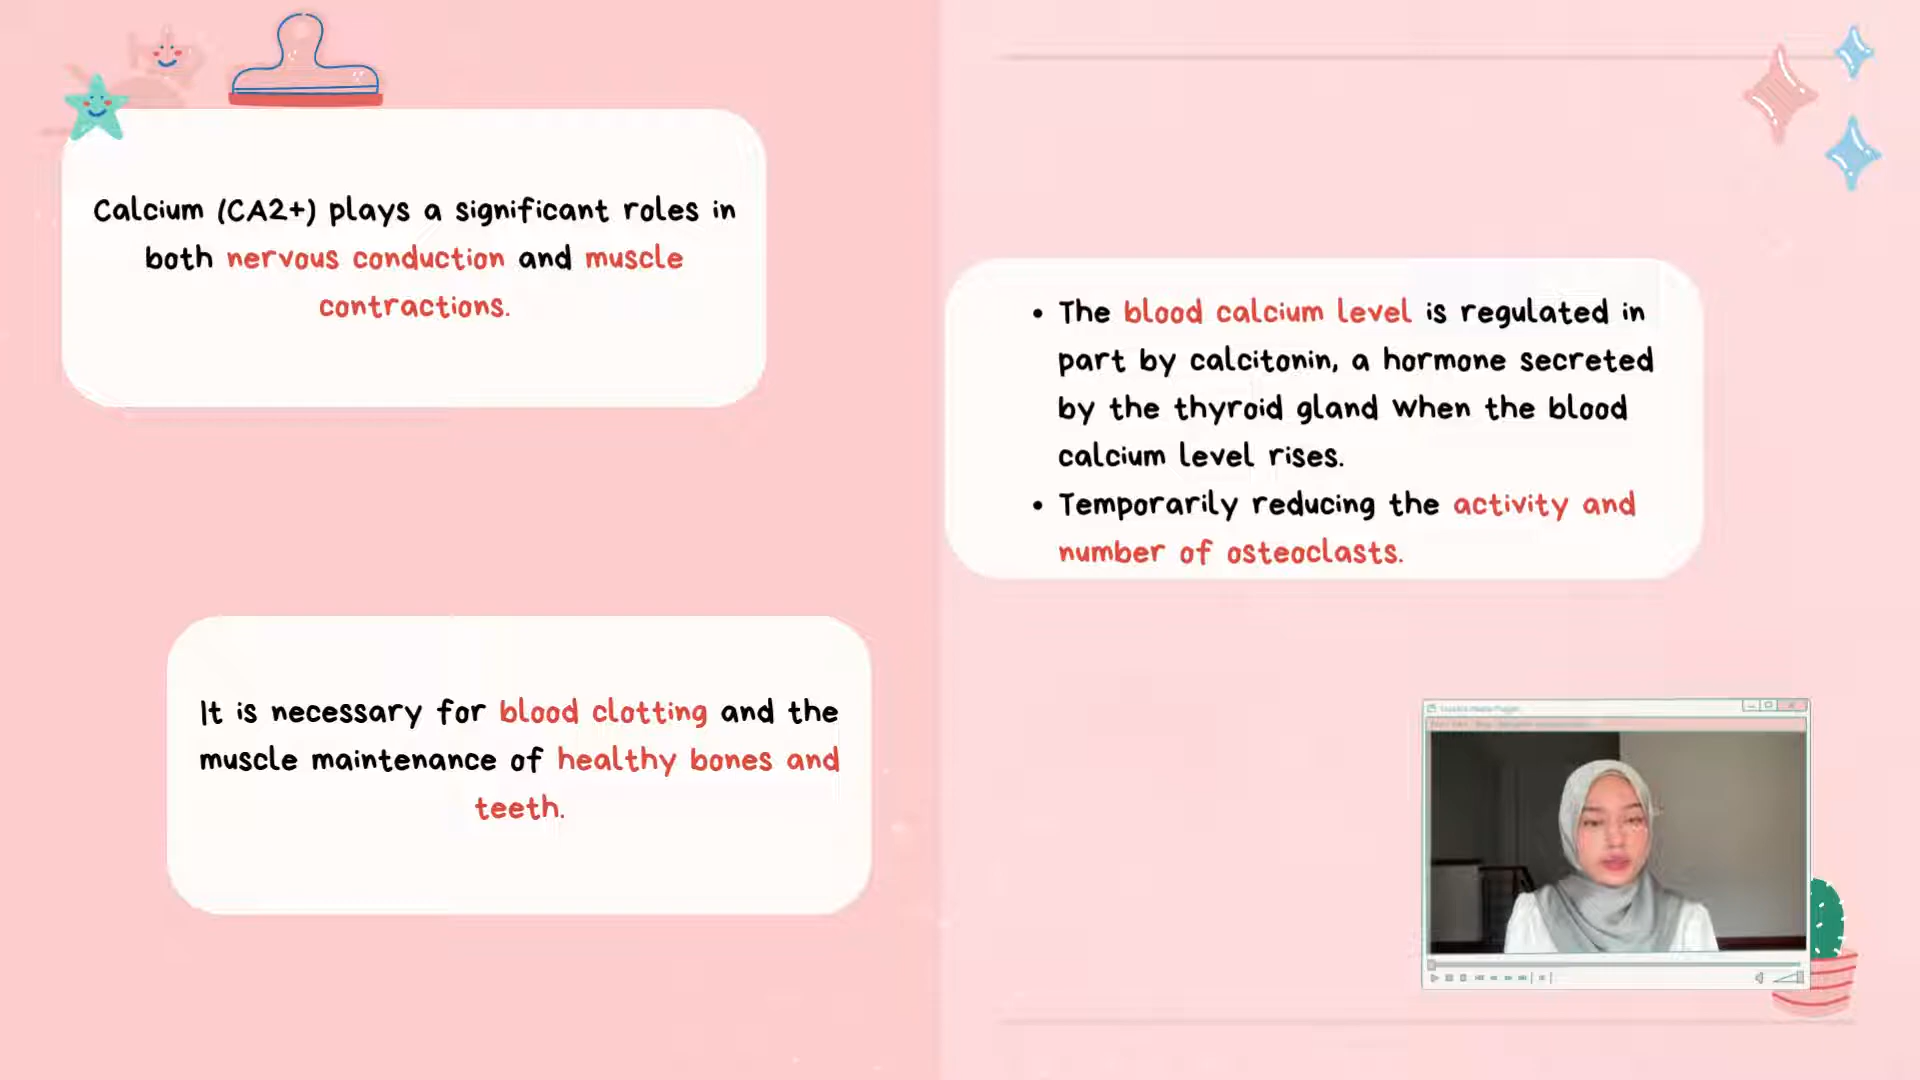 Calcium (CA2+) plays a significant roles in
both nervous conduction and muscle
contractions.
It is necessary for blood clotting and the
muscle maintenance of healthy bones and
teeth.
• The blood calcium level is regulated in
part by calcitonin, a hormone secreted
by the thyroid gland when the blood
calcium level rises.
• Temporarily reducing the activity and
number of osteoclasts.